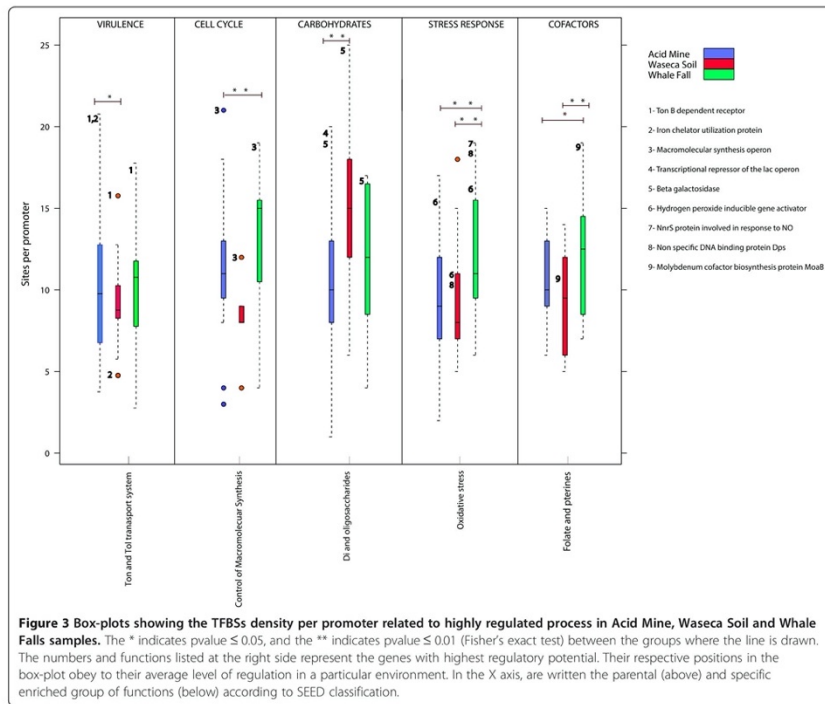 VIRULENCE CELL CYCLE CARBOHYDRATES STRESS RESPONSE COFACTORS
Acid Mine
Waseca Soil
Whale Fall
1- Ton B dependent receptor
2- Iron chelator utilization protein
3- Macromolecular synthesis operon
4- Transcriptional repressor of the lac operon
5- Beta galactosidase
6- Hydrogen peroxide inducible gene activator
7- NnrS protein involved in response to NO
8- Non specific DNA binding protein Dps
9- Molybdenum cofactor biosynthesis protein MoaB
Sites per promoter
25
20
15
10
5
0
*
1,2
1
1
2
* *
3
3
3
* *
5
4
5
5
* *
* *
7
8
6
6
6
8
* *
*
9
9
Ton and Tol transport system
Control of Macromolecuar Synthesis
Di and oligosaccharides
Oxidative stress
Folate and pterines
Figure 3 Box-plots showing the TFBSs density per promoter related to highly regulated process in Acid Mine, Waseca Soil and Whale
Falls samples. The * indicates pvalue ≤ 0.05, and the ** indicates pvalue ≤ 0.01 (Fisher's exact test) between the groups where the line is drawn.
The numbers and functions listed at the right side represent the genes with highest regulatory potential. Their respective positions in the
box-plot obey to their average level of regulation in a particular environment. In the X axis, are written the parental (above) and specific
enriched group of functions (below) according to SEED classification.